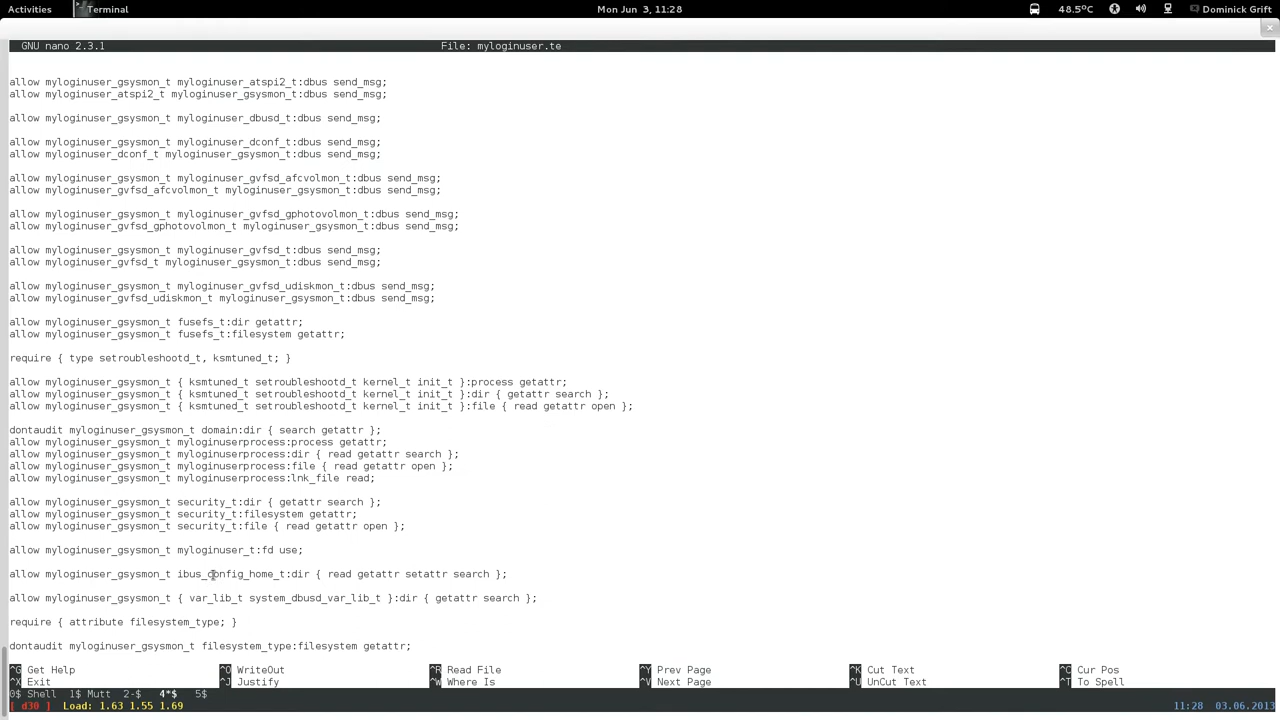 Activities Terminal Mon Jun 3, 11:28 48.5°C Dominick Grift
GNU nano 2.3.1 File: myloginuser.te
allow myloginuser_gsysmon_t myloginuser_atspi2_t:dbus send_msg;
allow myloginuser_atspi2_t myloginuser_gsysmon_t:dbus send_msg;
allow myloginuser_gsysmon_t myloginuser_dbusd_t:dbus send_msg;
allow myloginuser_gsysmon_t myloginuser_dconf_t:dbus send_msg;
allow myloginuser_dconf_t myloginuser_gsysmon_t:dbus send_msg;
allow myloginuser_gsysmon_t myloginuser_gvfsd_afcvolmon_t:dbus send_msg;
allow myloginuser_gvfsd_afcvolmon_t myloginuser_gsysmon_t:dbus send_msg;
allow myloginuser_gsysmon_t myloginuser_gvfsd_gphotovolmon_t:dbus send_msg;
allow myloginuser_gvfsd_gphotovolmon_t myloginuser_gsysmon_t:dbus send_msg;
allow myloginuser_gsysmon_t myloginuser_gvfsd_t:dbus send_msg;
allow myloginuser_gvfsd_t myloginuser_gsysmon_t:dbus send_msg;
allow myloginuser_gsysmon_t myloginuser_gvfsd_udiskmon_t:dbus send_msg;
allow myloginuser_gvfsd_udiskmon_t myloginuser_gsysmon_t:dbus send_msg;
allow myloginuser_gsysmon_t fusefs_t:dir getattr;
allow myloginuser_gsysmon_t fusefs_t:filesystem getattr;
require { type setroubleshootd_t, ksmtuned_t; }
allow myloginuser_gsysmon_t { ksmtuned_t setroubleshootd_t kernel_t init_t }:process getattr;
allow myloginuser_gsysmon_t { ksmtuned_t setroubleshootd_t kernel_t init_t }:dir { getattr search };
allow myloginuser_gsysmon_t { ksmtuned_t setroubleshootd_t kernel_t init_t }:file { read getattr open };
dontaudit myloginuser_gsysmon_t domain:dir { search getattr };
allow myloginuser_gsysmon_t myloginuserprocess:process getattr;
allow myloginuser_gsysmon_t myloginuserprocess:dir { read getattr search };
allow myloginuser_gsysmon_t myloginuserprocess:file { read getattr open };
allow myloginuser_gsysmon_t myloginuserprocess:lnk_file read;
allow myloginuser_gsysmon_t security_t:dir { getattr search };
allow myloginuser_gsysmon_t security_t:filesystem getattr;
allow myloginuser_gsysmon_t security_t:file { read getattr open };
allow myloginuser_gsysmon_t myloginuser_t:fd use;
allow myloginuser_gsysmon_t ibus_config_home_t:dir { read getattr setattr search };
allow myloginuser_gsysmon_t { var_lib_t system_dbusd_var_lib_t }:dir { getattr search };
require { attribute filesystem_type; }
dontaudit myloginuser_gsysmon_t filesystem_type:filesystem getattr;
^G Get Help ^O WriteOut ^R Read File ^Y Prev Page ^K Cut Text ^C Cur Pos
^X Exit ^J Justify ^W Where Is ^V Next Page ^U UnCut Text ^T To Spell
0$ Shell 1$ Mutt 2-$ 4*$ 5$
[ d30 ] Load: 1.63 1.55 1.69 11:28 03.06.2013